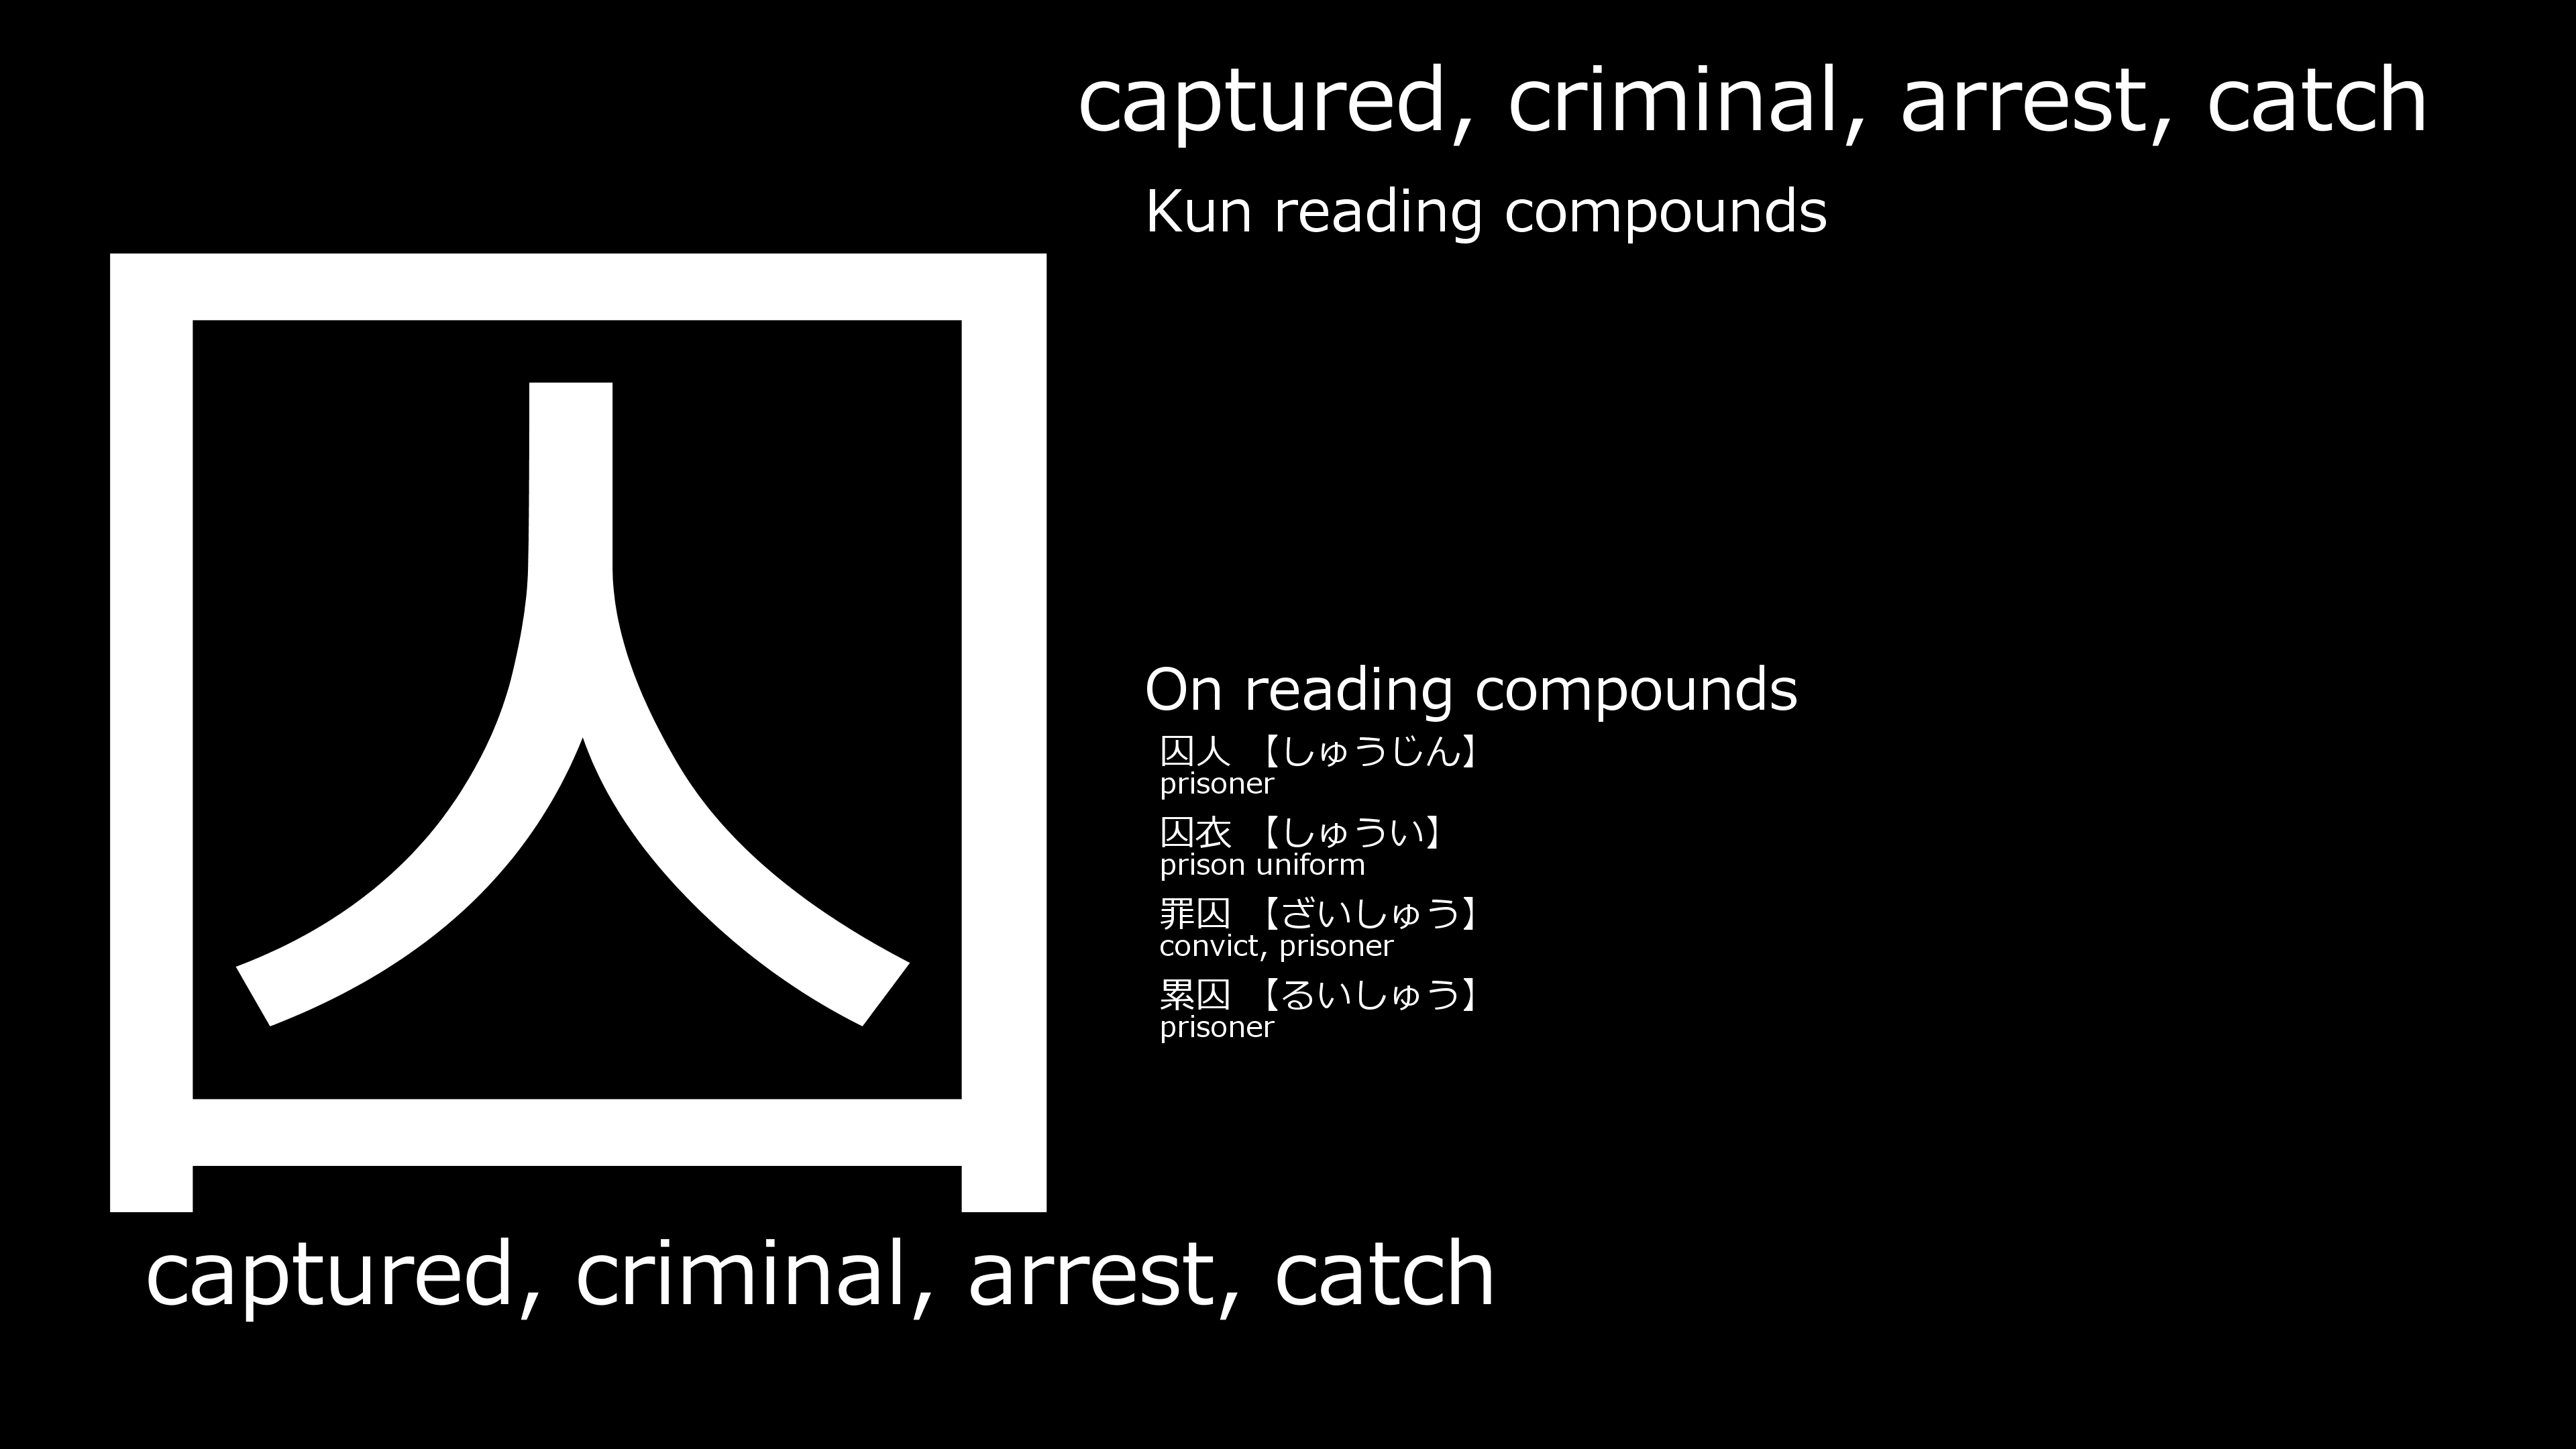 囚
captured, criminal, arrest, catch
captured, criminal, arrest, catch
Kun reading compounds
On reading compounds
囚人 【しゅうじん】
prisoner
囚衣 【しゅうい】
prison uniform
罪囚 【ざいしゅう】
convict, prisoner
累囚 【るいしゅう】
prisoner